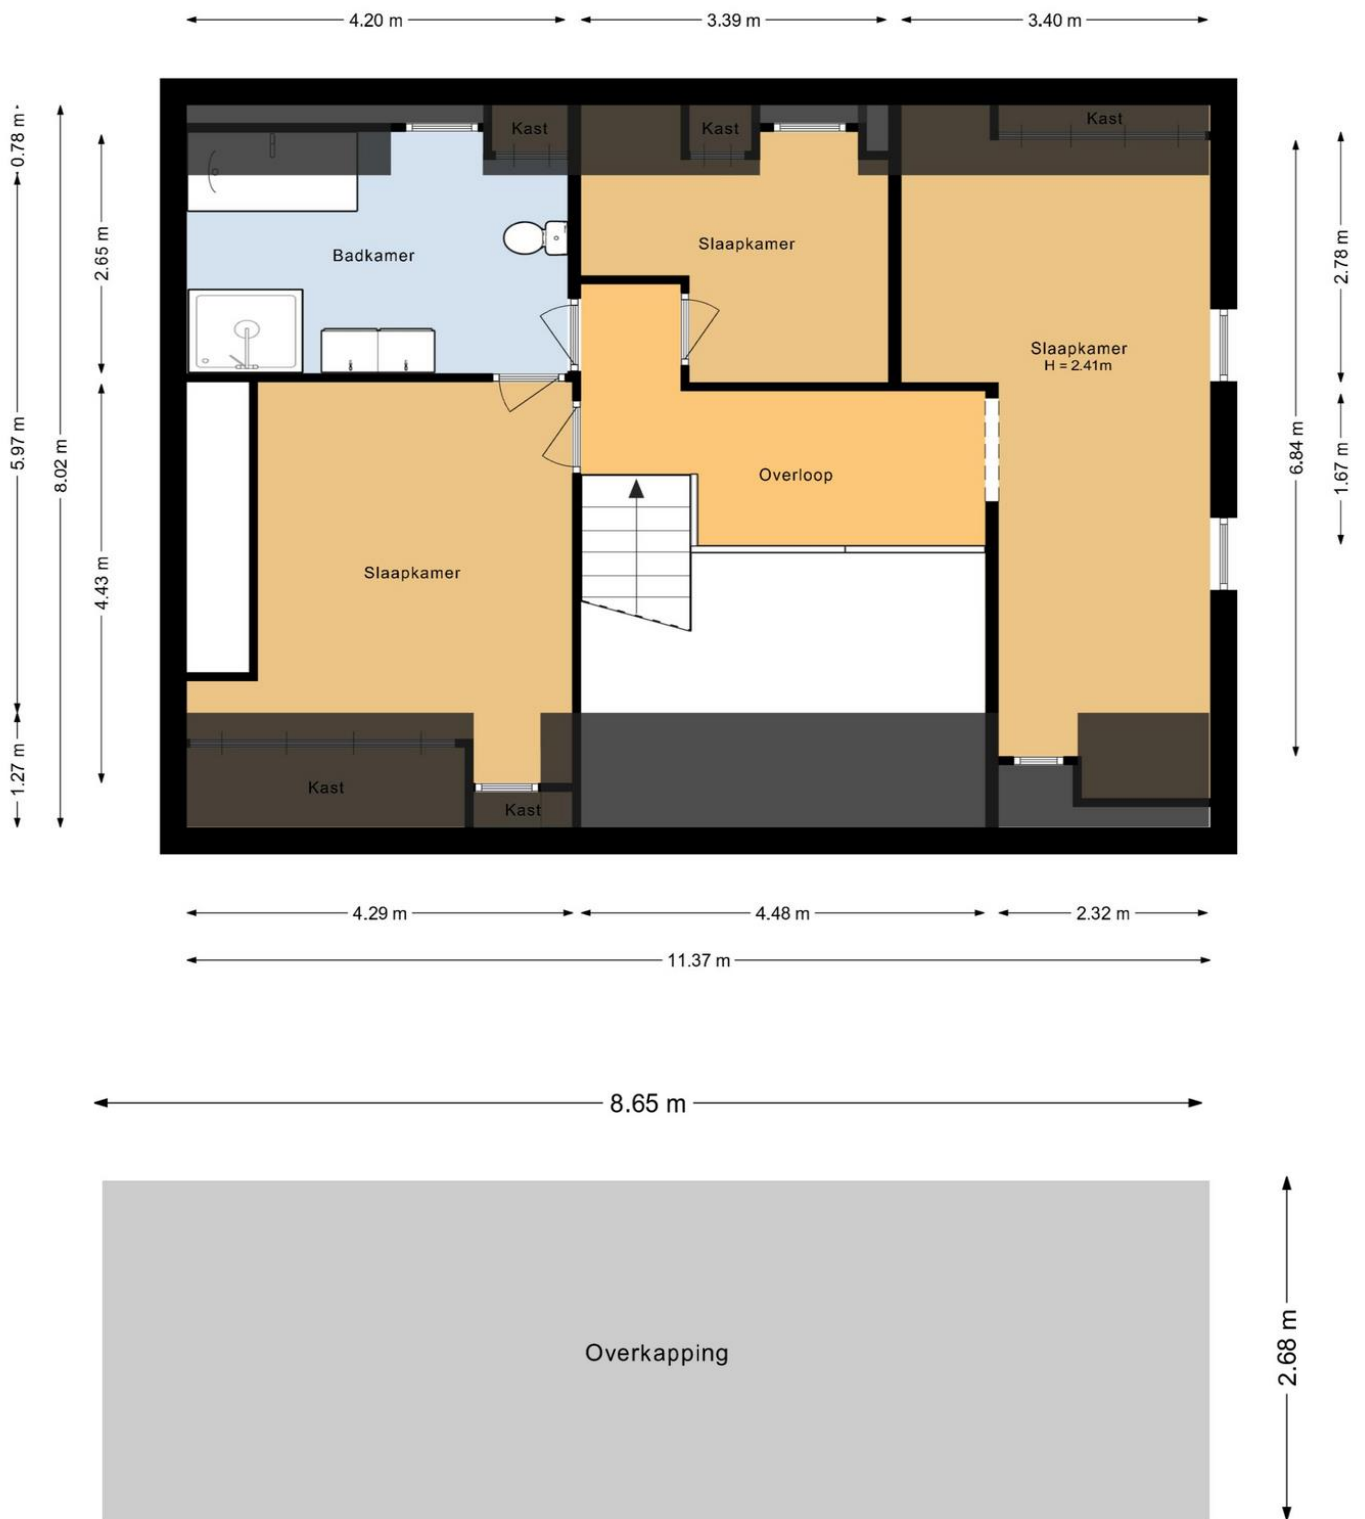 4.20 m
3.39 m
3.40 m
0.78 m
5.97 m
1.27 m
8.02 m
2.65 m
4.43 m
Kast
Kast
Kast
Badkamer
Slaapkamer
Slaapkamer
H = 2.41m
Overloop
Slaapkamer
Kast
Kast
6.84 m
2.78 m
1.67 m
4.29 m
4.48 m
2.32 m
11.37 m
8.65 m
Overkapping
2.68 m